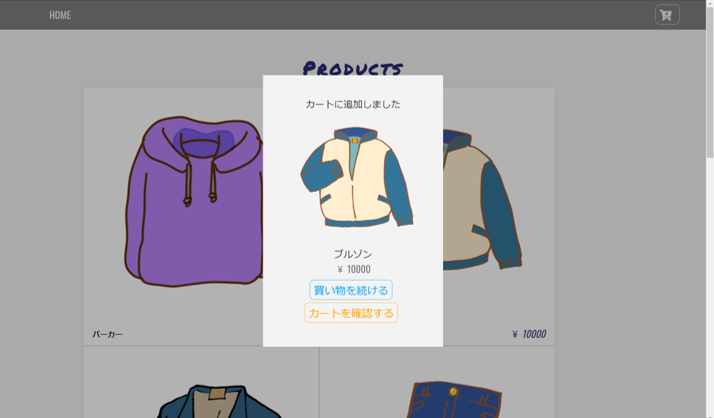 HOME
PRODUCTS
カートに追加しました
ブルゾン
¥ 10000
買い物を続ける
カートを確認する
パーカー
¥ 10000